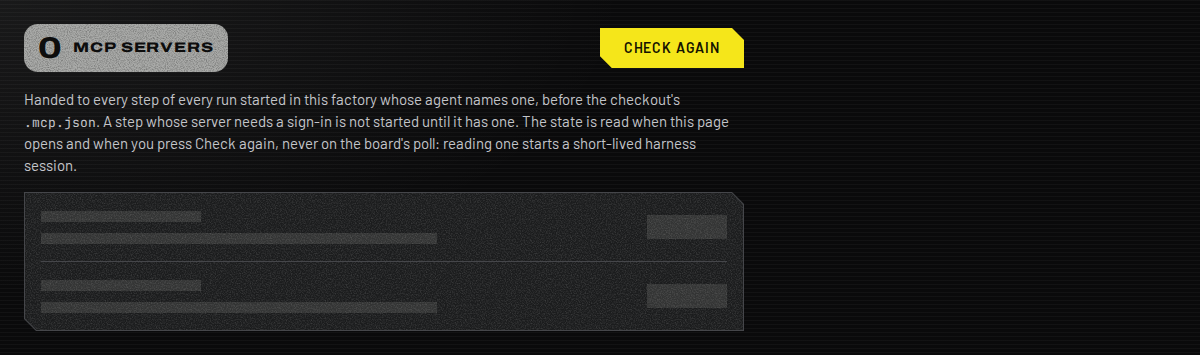 0 MCP SERVERS
CHECK AGAIN
Handed to every step of every run started in this factory whose agent names one, before the checkout's
.mcp.json. A step whose server needs a sign-in is not started until it has one. The state is read when this page
opens and when you press Check again, never on the board's poll: reading one starts a short-lived harness
session.